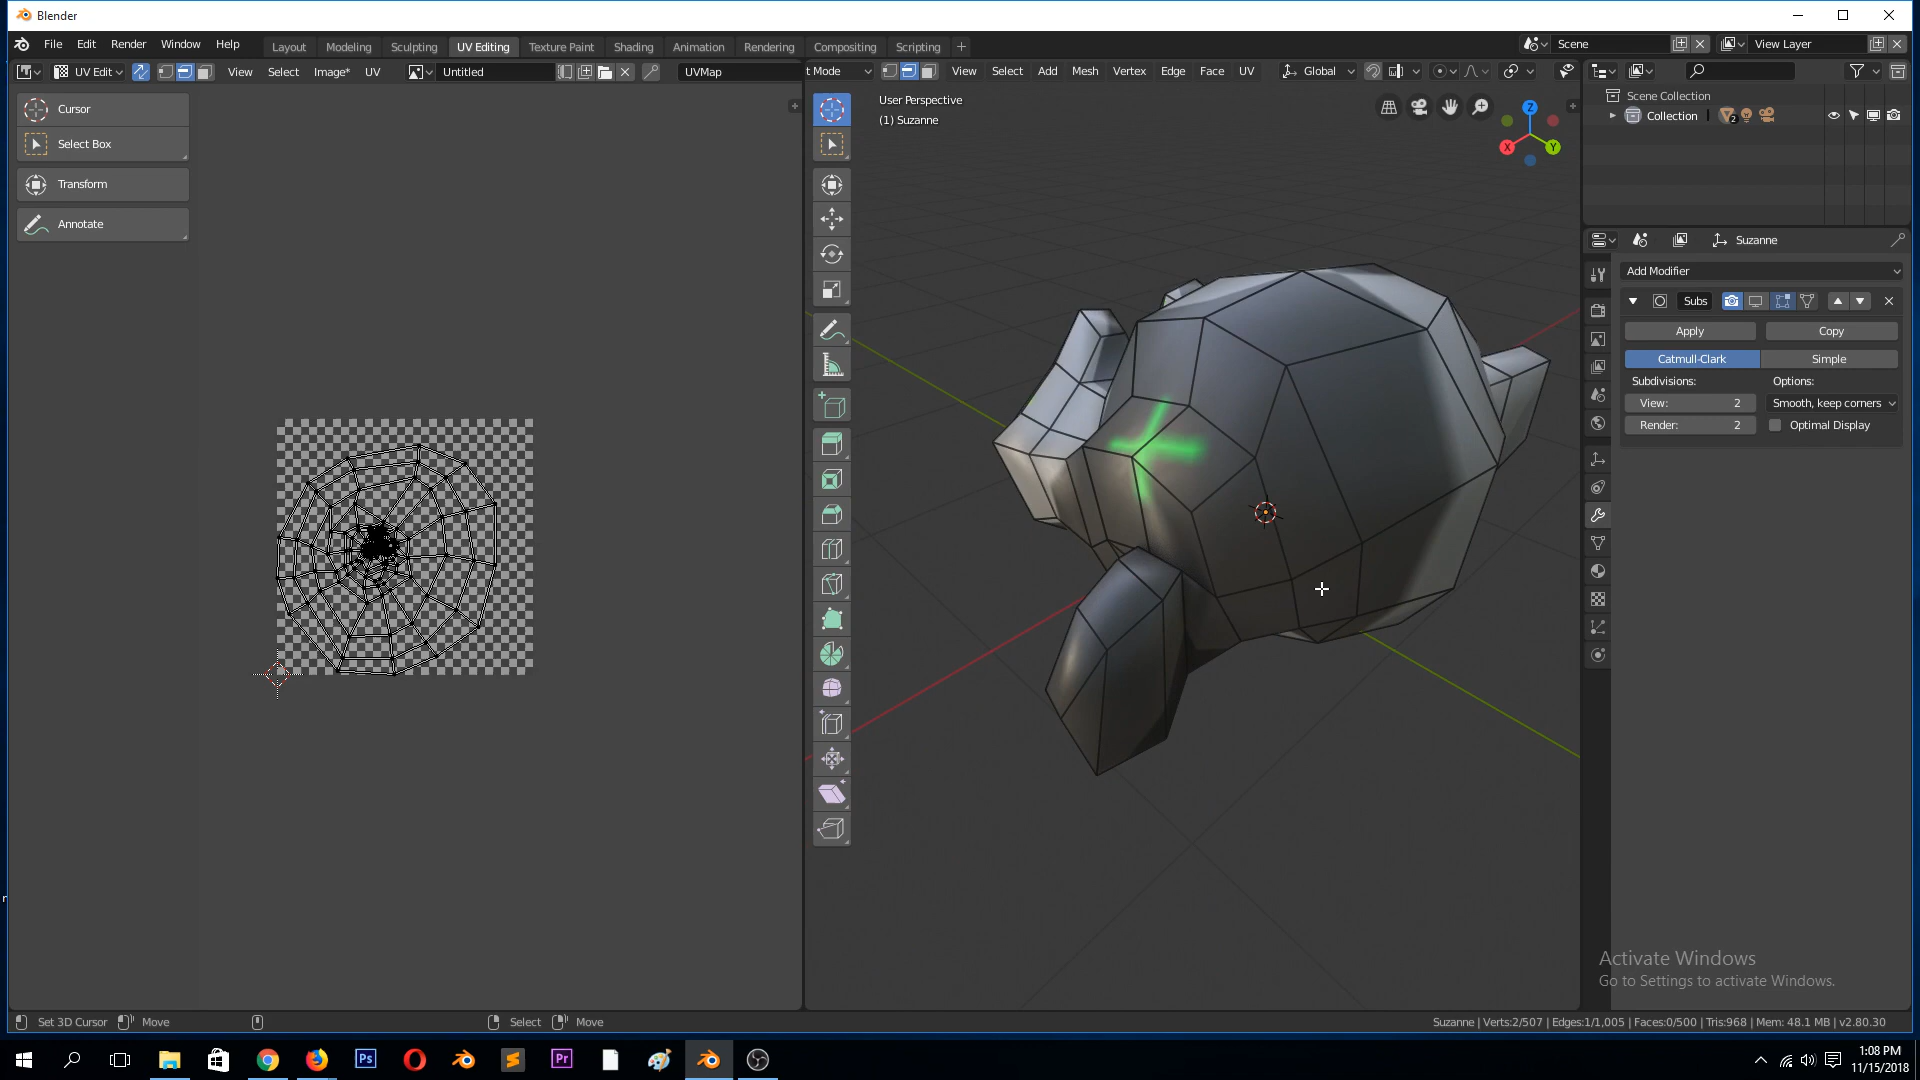 Blender
File Edit Render Window Help
Layout Modeling Sculpting UV Editing Texture Paint Shading Animation Rendering Compositing Scripting
Scene
View Layer
UV Edit View Select Image* UV Untitled UVMap
t Mode View Select Add Mesh Vertex Edge Face UV Global
Cursor
Select Box
Transform
Annotate
User Perspective
(1) Suzanne
Z
X
Y
Scene Collection
Collection 2
Suzanne
Add Modifier
Subs
Apply Copy
Catmull-Clark Simple
Subdivisions: Options:
View: 2 Smooth, keep corners
Render: 2 Optimal Display
Activate Windows
Go to Settings to activate Windows.
Set 3D Cursor Move Select Move
Suzanne | Verts:2/507 | Edges:1/1,005 | Faces:0/500 | Tris:968 | Mem: 48.1 MB | v2.80.30
Ps
Pr
1:08 PM
11/15/2018